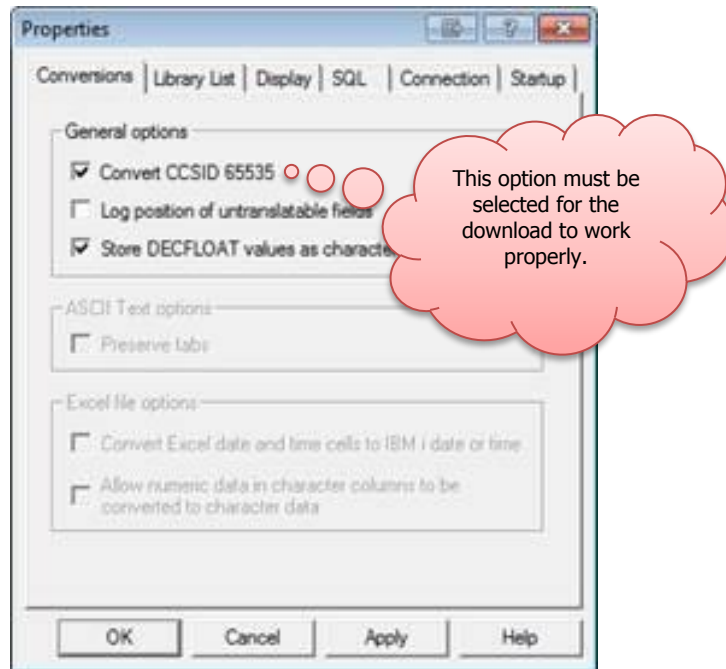 Properties
Conversions Library List Display SQL Connection Startup
General options
Convert CCSID 65535
Log position of untranslatable fields
Store DECFLOAT values as charact
This option must be
selected for the
download to work
properly.
ASCII Text options
Preserve tabs
Excel file options
Convert Excel date and time cells to IBM i date or time
Allow numeric data in character columns to be
converted to character data
OK Cancel Apply Help